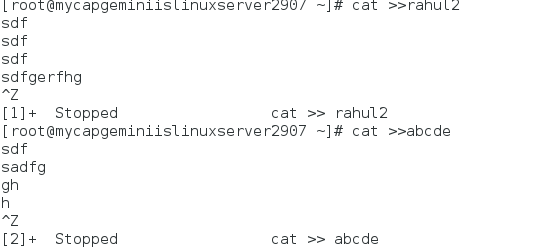 [root@mycapgeminiislinuxserver2907 ~]# cat >>rahul2
sdf
sdf
sdf
sdfgerfhg
^Z
[1]+  Stopped                 cat >> rahul2
[root@mycapgeminiislinuxserver2907 ~]# cat >>abcde
sdf
sadfg
gh
h
^Z
[2]+  Stopped                 cat >> abcde